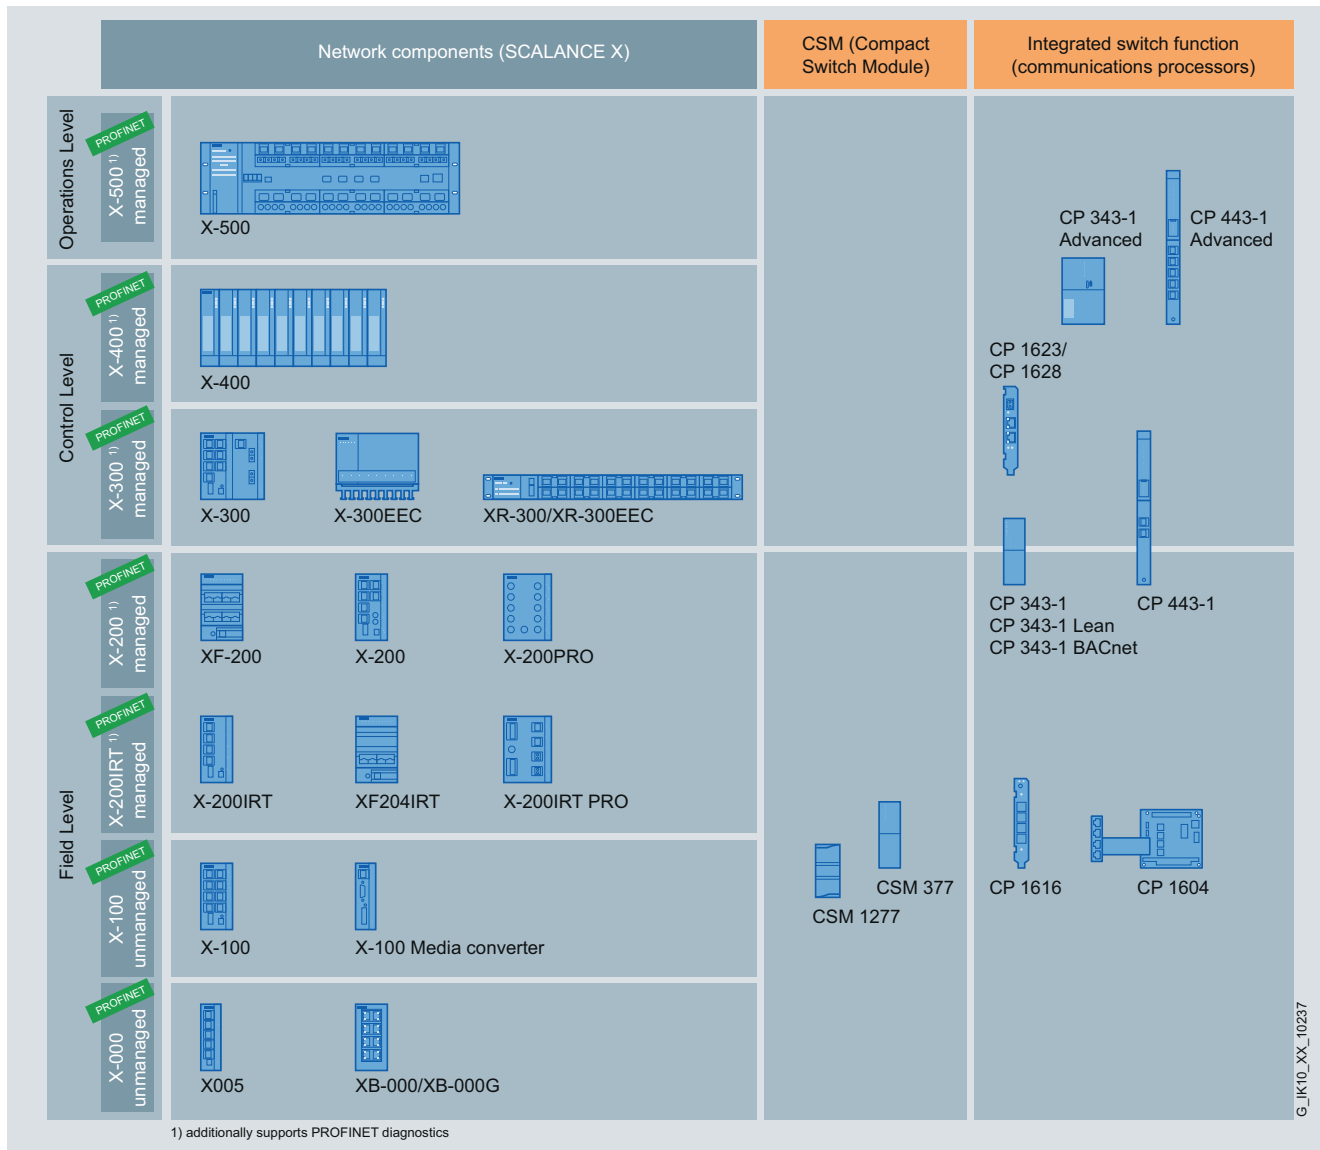 Network components (SCALANCE X)
CSM (Compact
Switch Module)
Integrated switch function
(communications processors)
Operations Level
PROFINET
X-500 1)
managed
X-500
CP 343-1
Advanced
CP 443-1
Advanced
Control Level
PROFINET
X-400 1)
managed
X-400
CP 1623/
CP 1628
PROFINET
X-300 1)
managed
X-300
X-300EEC
XR-300/XR-300EEC
Field Level
PROFINET
X-200 1)
managed
XF-200
X-200
X-200PRO
CP 343-1
CP 343-1 Lean
CP 343-1 BACnet
CP 443-1
PROFINET
X-200IRT 1)
managed
X-200IRT
XF204IRT
X-200IRT PRO
PROFINET
X-100
unmanaged
X-100
X-100 Media converter
CSM 1277
CSM 377
CP 1616
CP 1604
PROFINET
X-000
unmanaged
X005
XB-000/XB-000G
G_IK10_XX_10237
1) additionally supports PROFINET diagnostics